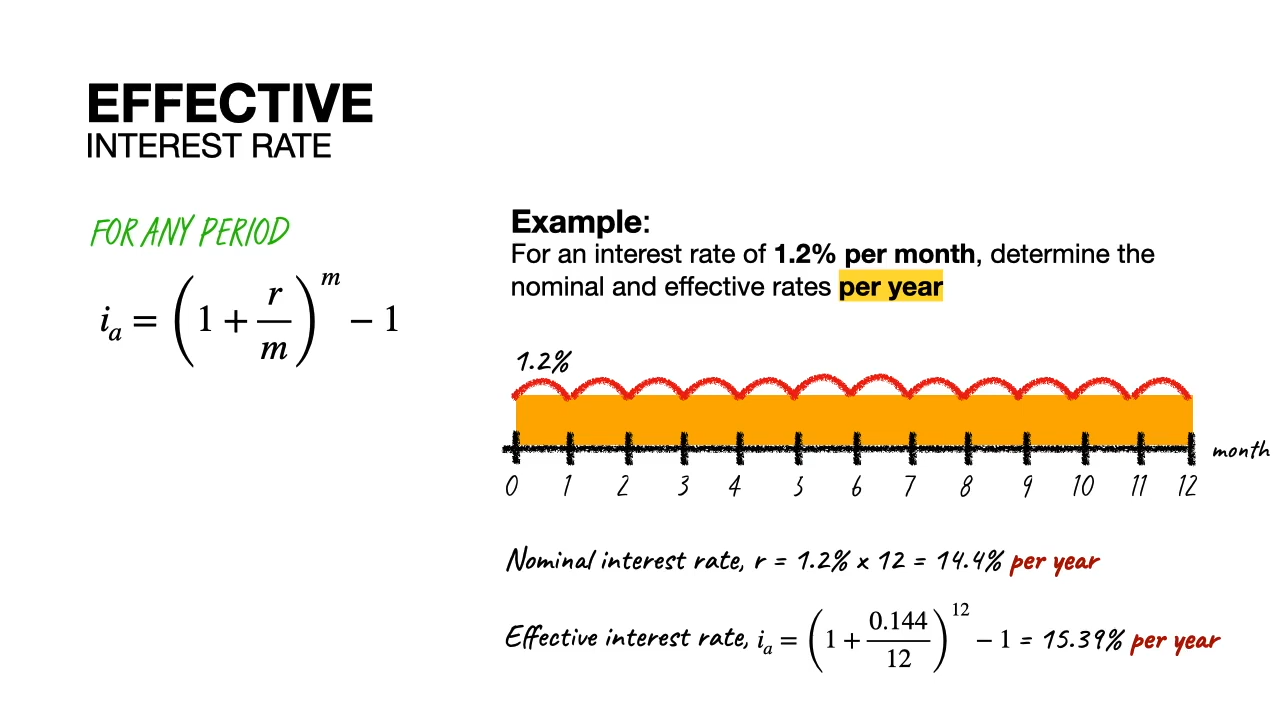 EFFECTIVE
INTEREST RATE
FOR ANY PERIOD
i_a = (1 + r/m)^m − 1
Example:
For an interest rate of 1.2% per month, determine the
nominal and effective rates per year
1.2%
month
0 1 2 3 4 5 6 7 8 9 10 11 12
Nominal interest rate, r = 1.2% x 12 = 14.4% per year
Effective interest rate, i_a = (1 + 0.144/12)^12 − 1 = 15.39% per year